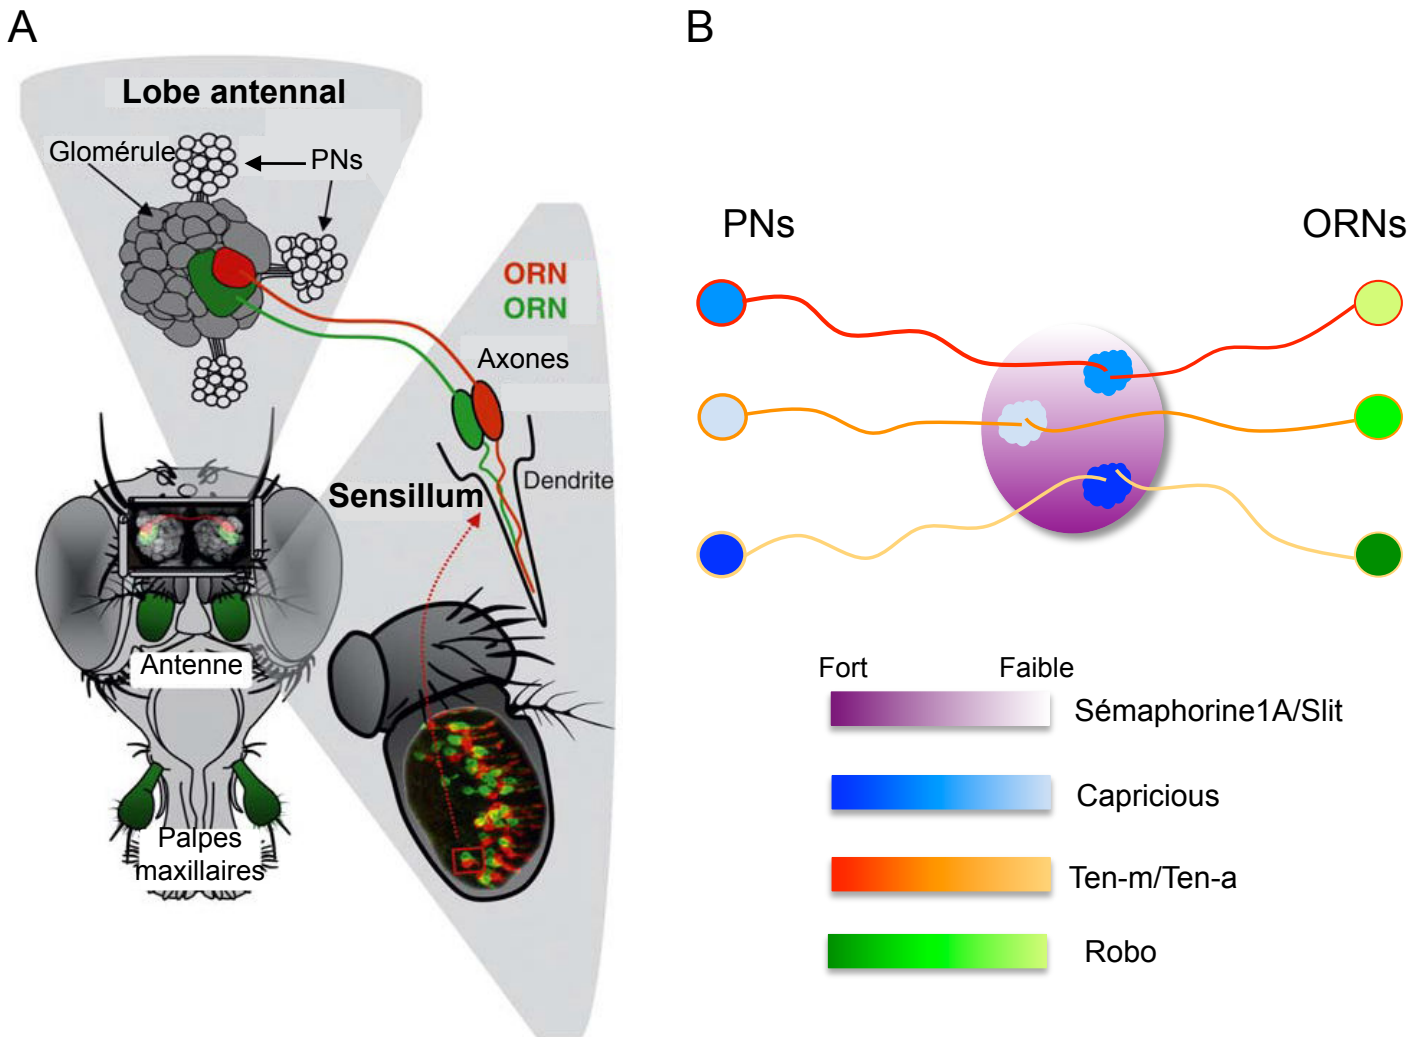 A
Lobe antennal
Glomérule
PNs
ORN
ORN
Axones
Dendrite
Sensillum
Antenne
Palpes
maxillaires
B
PNs
ORNs
Fort
Faible
Sémaphorine1A/Slit
Capricious
Ten-m/Ten-a
Robo